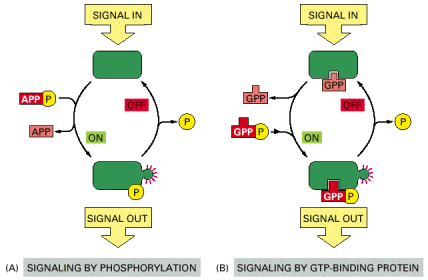 SIGNAL IN
APP P
APP
ON
OFF
P
P
SIGNAL OUT
(A) SIGNALING BY PHOSPHORYLATION
SIGNAL IN
GPP
GPP
GPP P
ON
OFF
P
GPP P
SIGNAL OUT
(B) SIGNALING BY GTP-BINDING PROTEIN